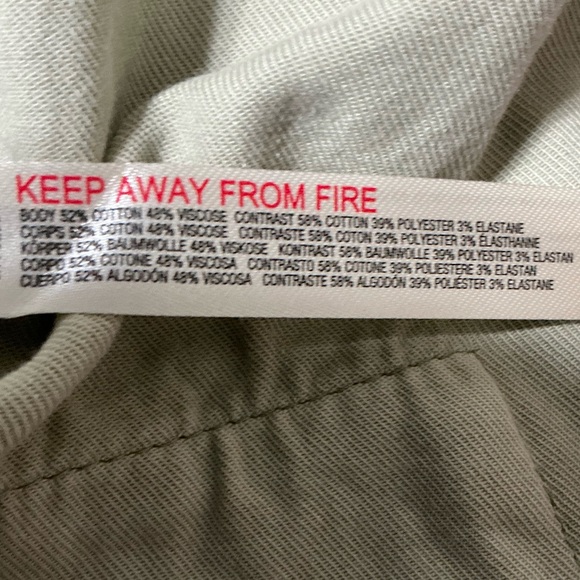 KEEP AWAY FROM FIRE
BODY 52% COTTON 48% VISCOSE CONTRAST 58% COTTON 39% POLYESTER 3% ELASTANE
CORPS 52% COTON 48% VISCOSE CONTRASTE 58% COTON 39% POLYESTER 3% ELASTHANNE
KÖRPER 52% BAUMWOLLE 48% VISKOSE KONTRAST 58% BAUMWOLLE 39% POLYESTER 3% ELASTAN
CORPO 52% COTONE 48% VISCOSA CONTRASTO 58% COTONE 39% POLIESTERE 3% ELASTAN
CUERPO 52% ALGODÓN 48% VISCOSA CONTRASTE 58% ALGODÓN 39% POLIÉSTER 3% ELASTANE